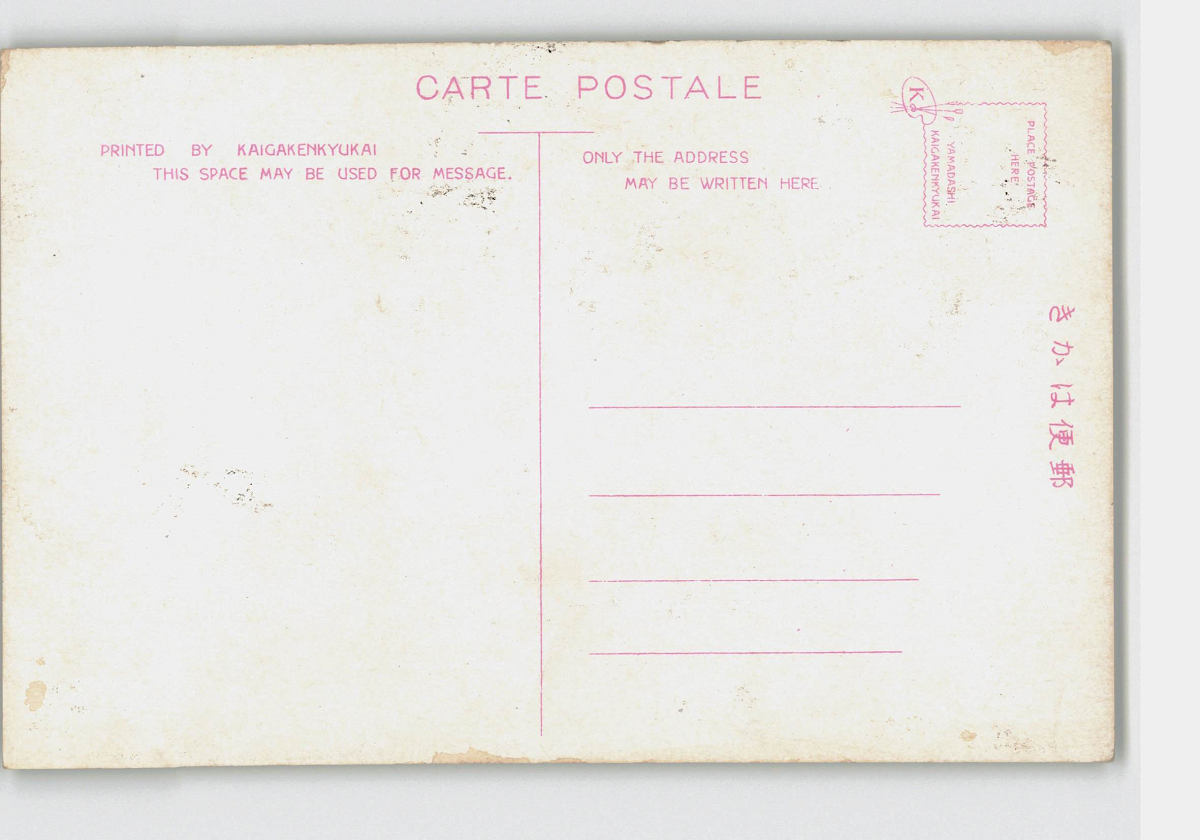 CARTE POSTALE
PRINTED BY KAIGAKENKYUKAI
THIS SPACE MAY BE USED FOR MESSAGE.
ONLY THE ADDRESS
MAY BE WRITTEN HERE
K
PLACE POSTAGE
HERE'
YAMADASHI
KAIGAKENKYUKAI
郵便はかき